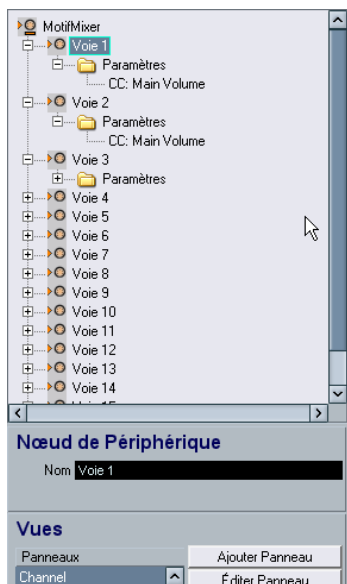 MotifMixer
Voie 1
Paramètres
CC: Main Volume
Voie 2
Paramètres
CC: Main Volume
Voie 3
Paramètres
Voie 4
Voie 5
Voie 6
Voie 7
Voie 8
Voie 9
Voie 10
Voie 11
Voie 12
Voie 13
Voie 14
Nœud de Périphérique
Nom Voie 1
Vues
Panneaux Ajouter Panneau
Channel Éditer Panneau